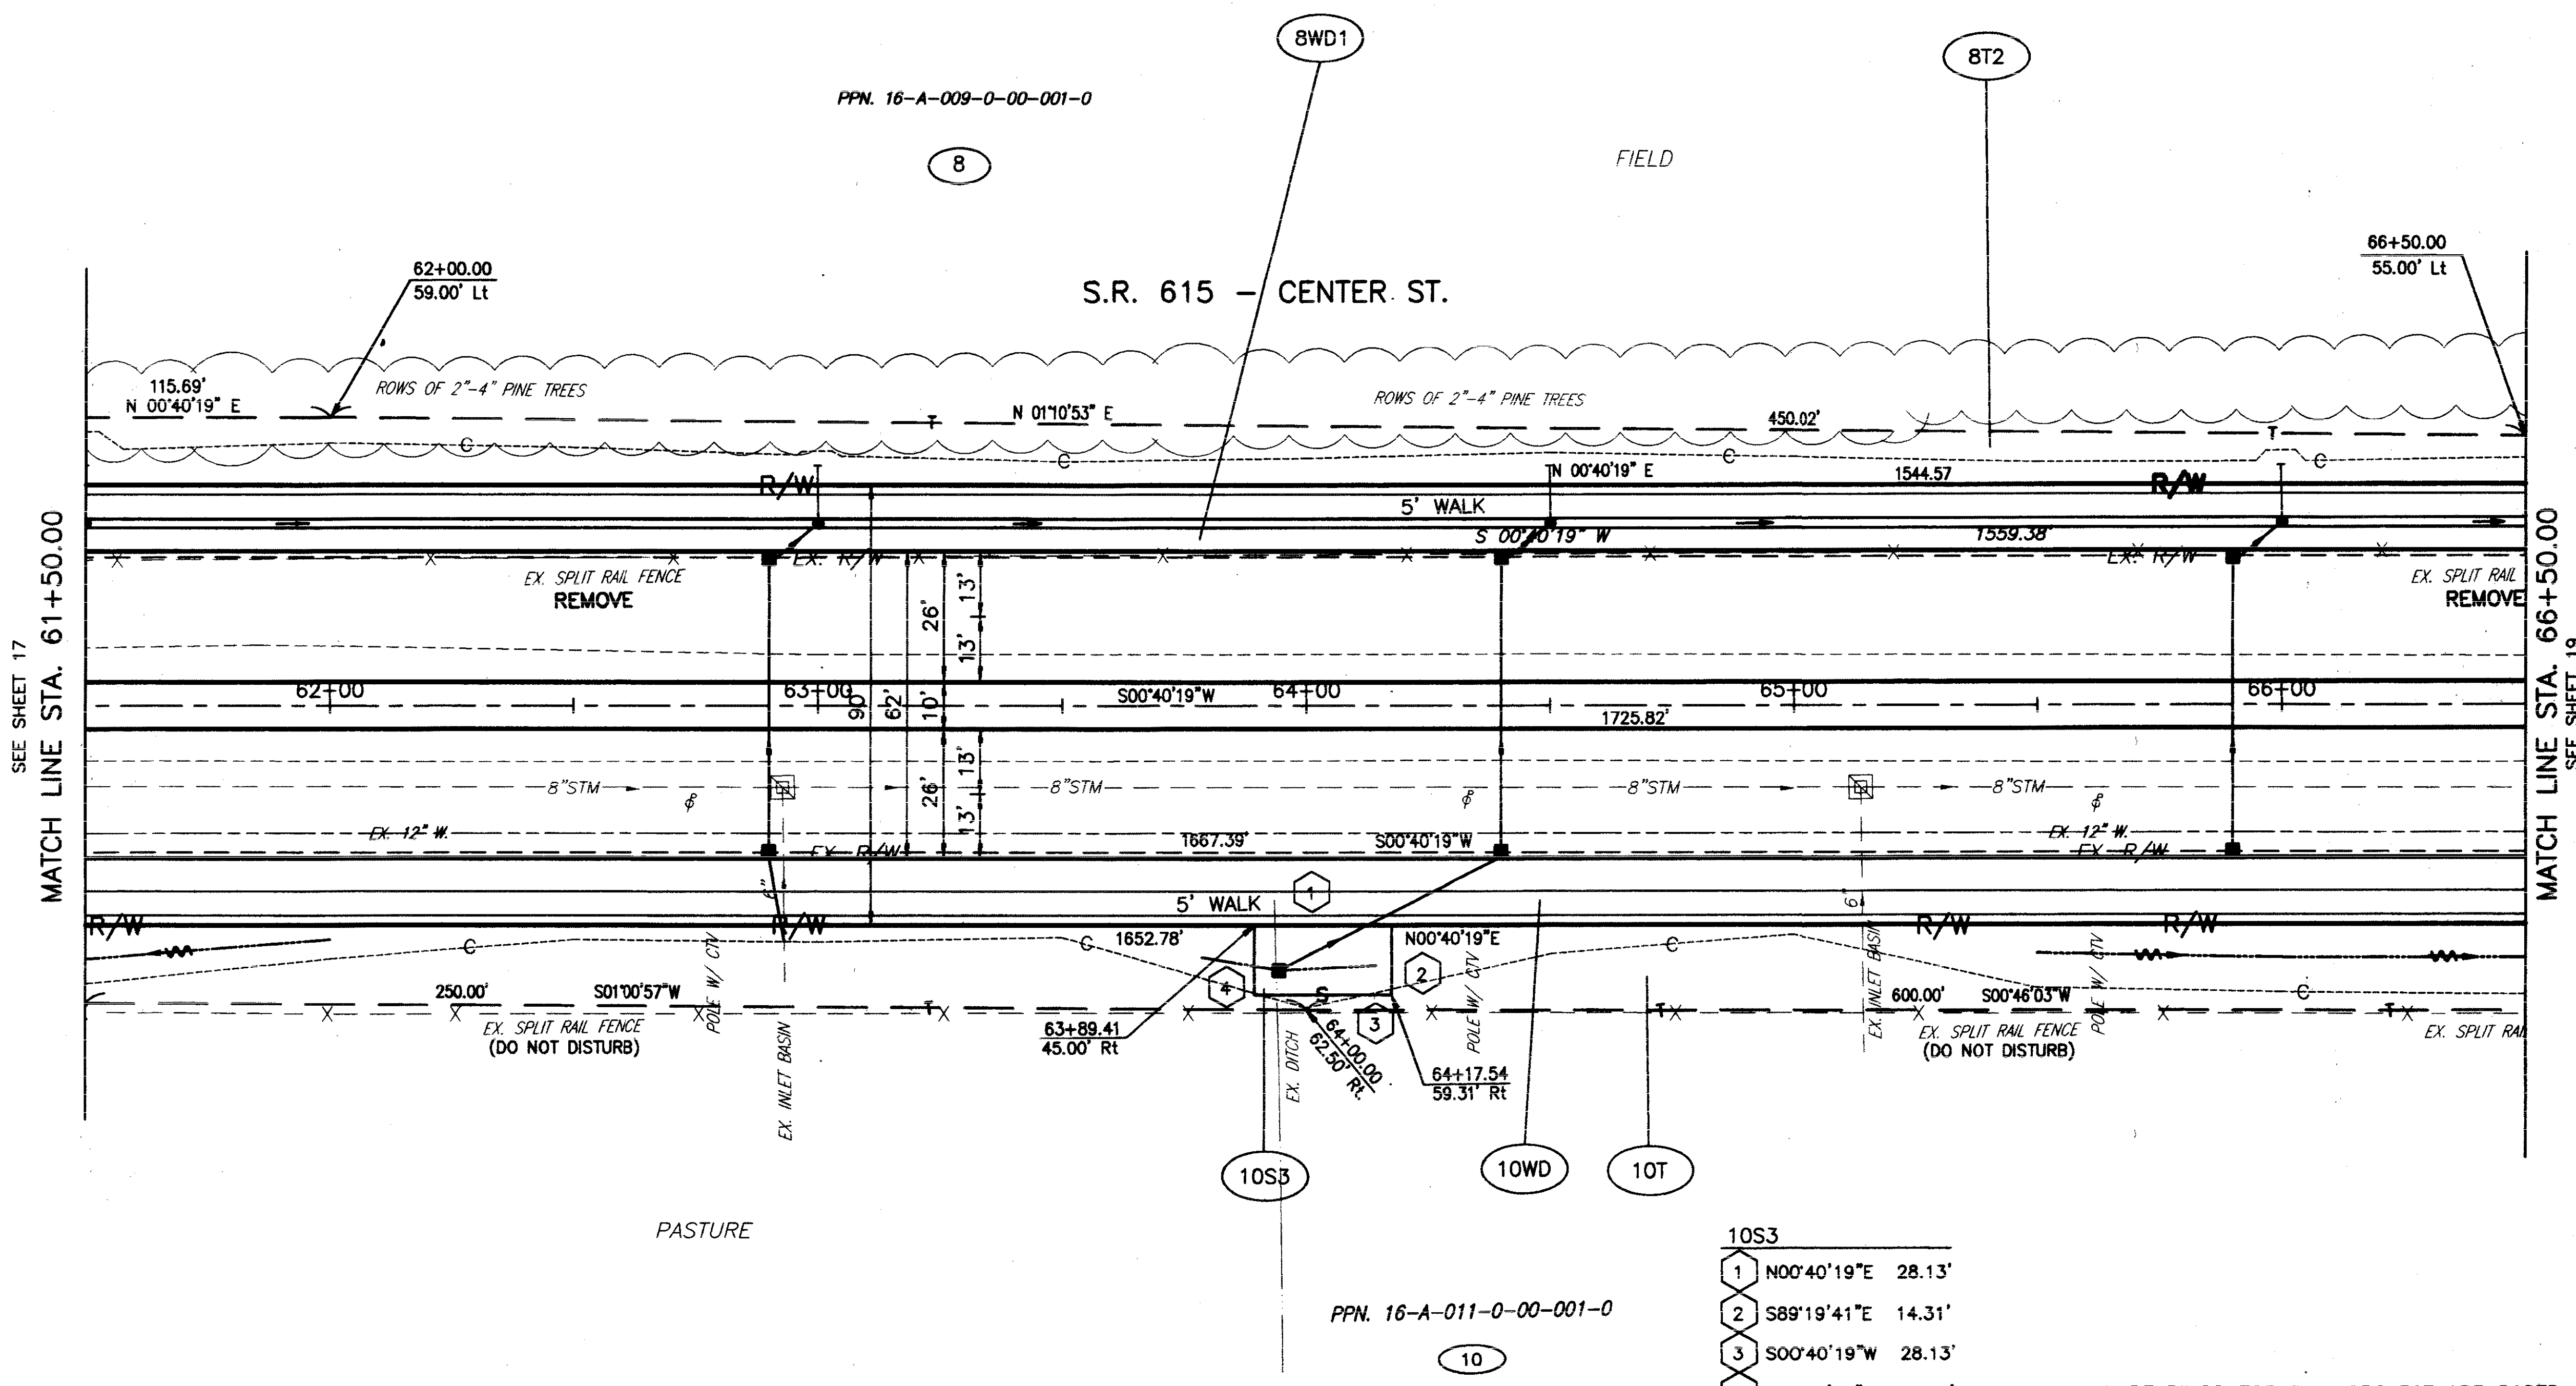 8WD1
8T2
PPN. 16-A-009-0-00-001-0
8
FIELD
62+00.00
59.00' Lt
66+50.00
55.00' Lt
S.R. 615 - CENTER ST.
115.69'
N 00°40'19" E
ROWS OF 2"-4" PINE TREES
N 01°10'53" E
ROWS OF 2"-4" PINE TREES
450.02'
T
T
C
C
C
C
R/W
T
T
N 00°40'19" E
1544.57
R/W
T
5' WALK
S 00°40'19" W
1559.38'
EX. R/W
EX. R/W
EX. SPLIT RAIL FENCE
REMOVE
EX. SPLIT RAIL
REMOVE
SEE SHEET 17
MATCH LINE STA. 61+50.00
MATCH LINE STA. 66+50.00
SEE SHEET 19
13'
26'
13'
62+00
63+00
S00°40'19"W
64+00
65+00
66+00
90'
62'
10'
1725.82'
13'
26'
13'
8"STM
8"STM
8"STM
8"STM
EX. 12" W.
EX. 12" W.
EX. R/W
1667.39'
S00°40'19"W
EX. R/W
6"
1
6"
5' WALK
R/W
R/W
R/W
R/W
C
C
1652.78'
N00°40'19"E
C
4
2
S
250.00'
S01°00'57"W
T
3
T
600.00'
S00°46'03"W
C
T
POLE W/ CTV
POLE W/ CTV
POLE W/ CTV
EX. INLET BASIN
EX. INLET BASIN
EX. DITCH
EX. SPLIT RAIL FENCE
(DO NOT DISTURB)
EX. SPLIT RAIL FENCE
(DO NOT DISTURB)
EX. SPLIT RAI
63+89.41
45.00' Rt
64+00.00
62.50' Rt.
64+17.54
59.31' Rt
10S3
10WD
10T
PASTURE
PPN. 16-A-011-0-00-001-0
10
10S3
1 N00°40'19"E 28.13'
2 S89°19'41"E 14.31'
3 S00°40'19"W 28.13'